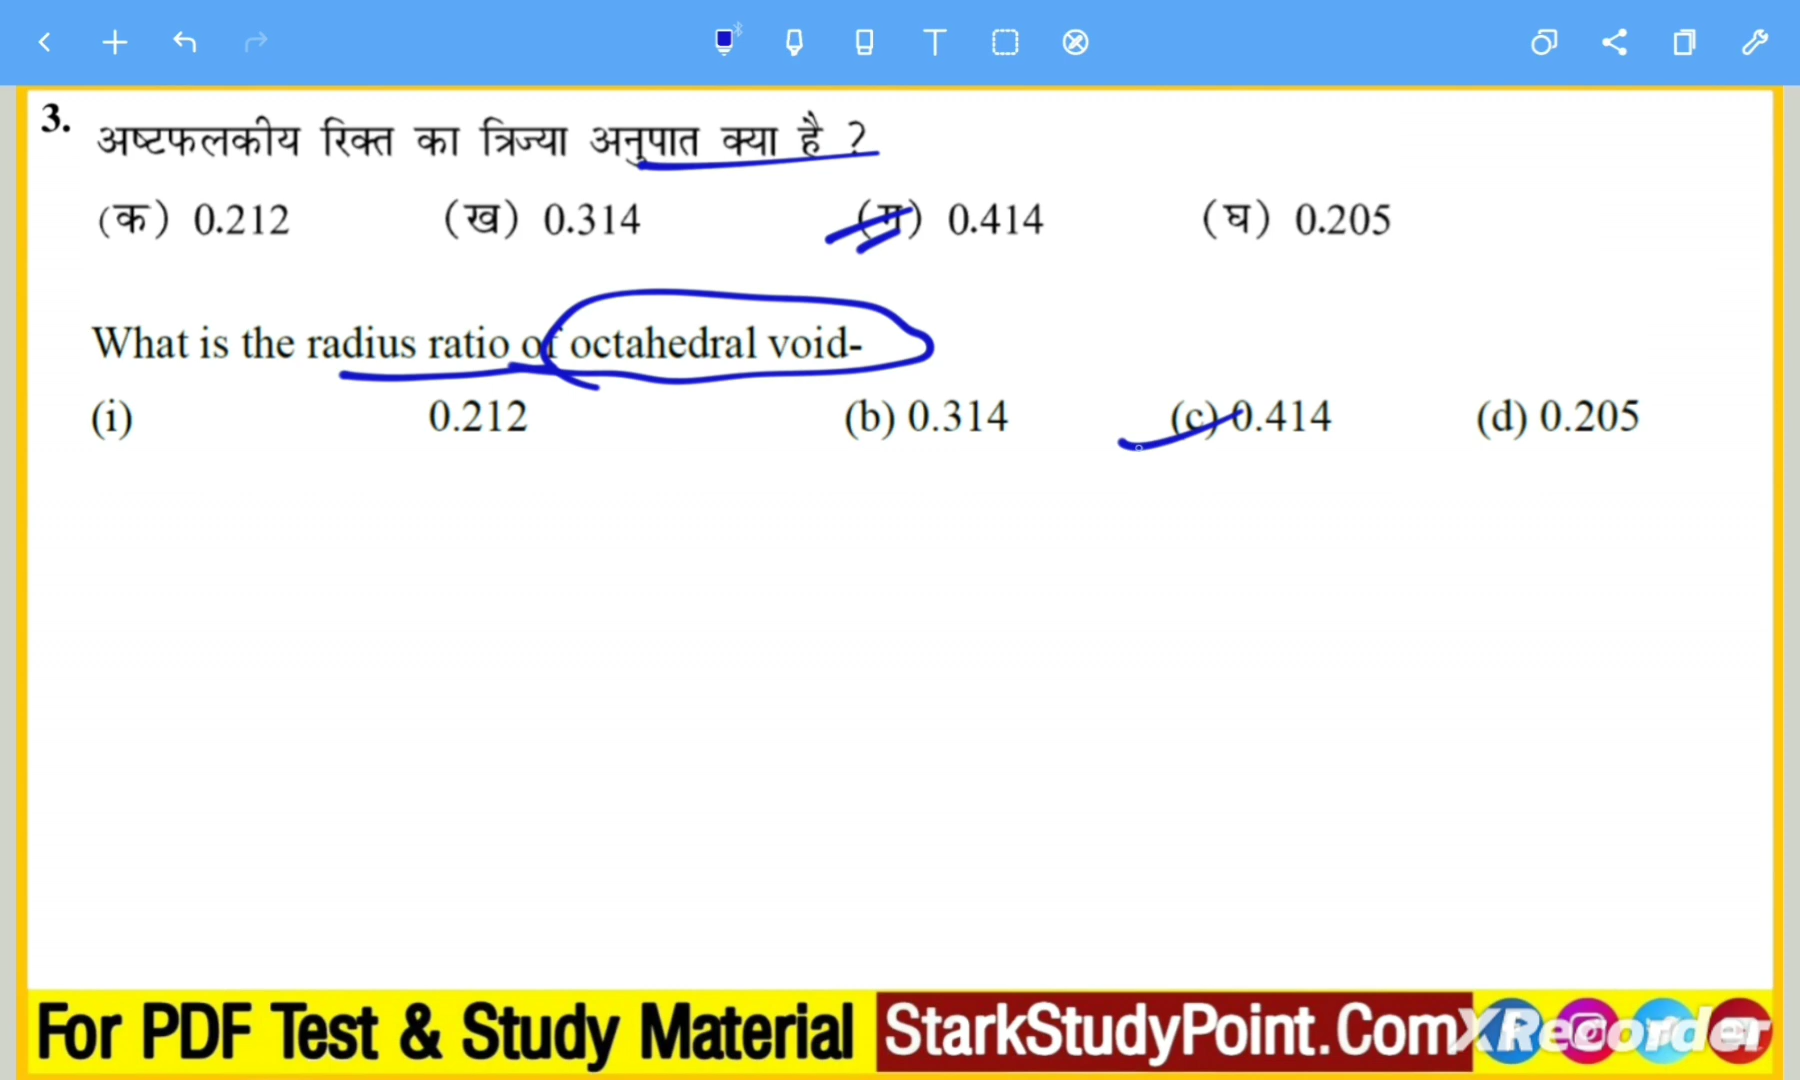 3. अष्टफलकीय रिक्त का त्रिज्या अनुपात क्या है ?
(क) 0.212 (ख) 0.314 (ग) 0.414 (घ) 0.205
What is the radius ratio of octahedral void-
(i) 0.212 (b) 0.314 (c) 0.414 (d) 0.205
For PDF Test & Study Material StarkStudyPoint.Com XRecorder